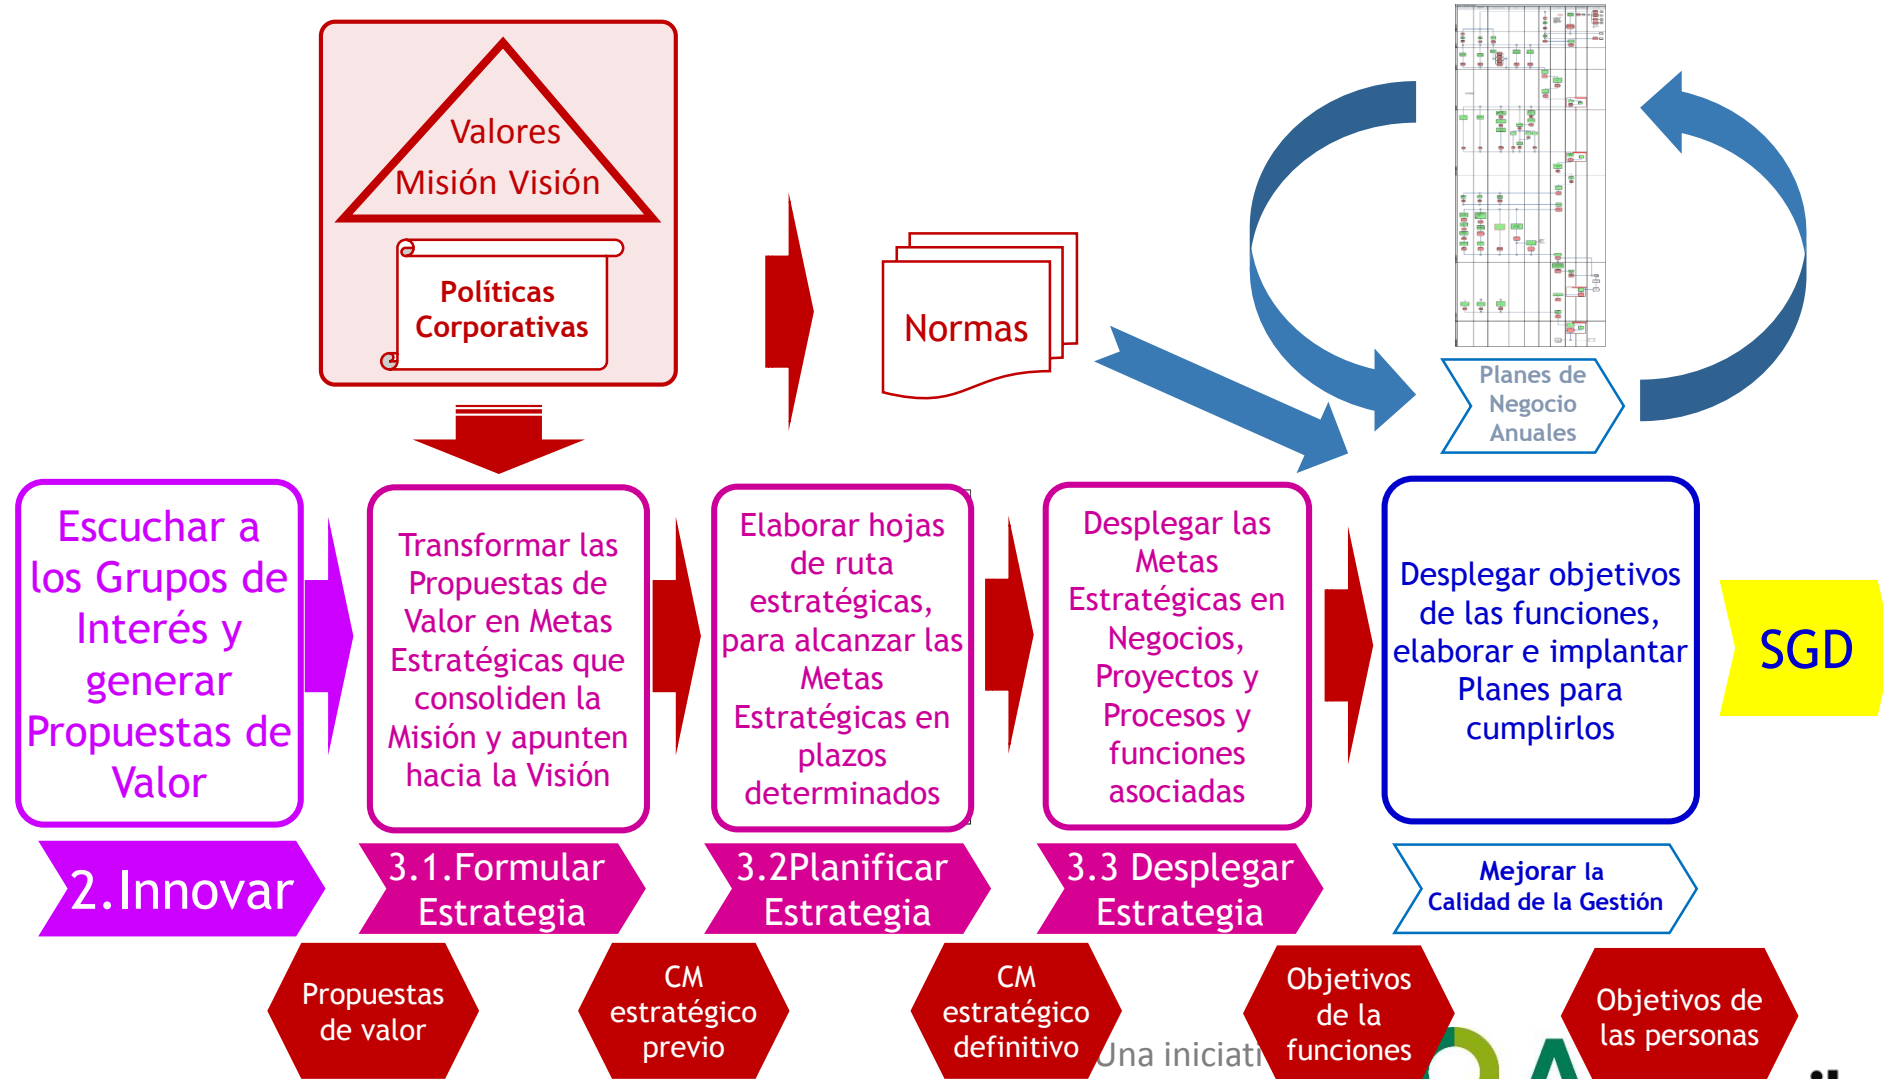 Valores
Misión Visión
Políticas
Corporativas
Normas
Planes de
Negocio
Anuales
Escuchar a
los Grupos de
Interés y
generar
Propuestas de
Valor
Transformar las
Propuestas de
Valor en Metas
Estratégicas que
consoliden la
Misión y apunten
hacia la Visión
Elaborar hojas
de ruta
estratégicas,
para alcanzar las
Metas
Estratégicas en
plazos
determinados
Desplegar las
Metas
Estratégicas en
Negocios,
Proyectos y
Procesos y
funciones
asociadas
Desplegar objetivos
de las funciones,
elaborar e implantar
Planes para
cumplirlos
SGD
2.Innovar
3.1.Formular
Estrategia
3.2Planificar
Estrategia
3.3 Desplegar
Estrategia
Mejorar la
Calidad de la Gestión
Propuestas
de valor
CM
estratégico
previo
CM
estratégico
definitivo
Objetivos
de la
funciones
Objetivos de
las personas
Una iniciati